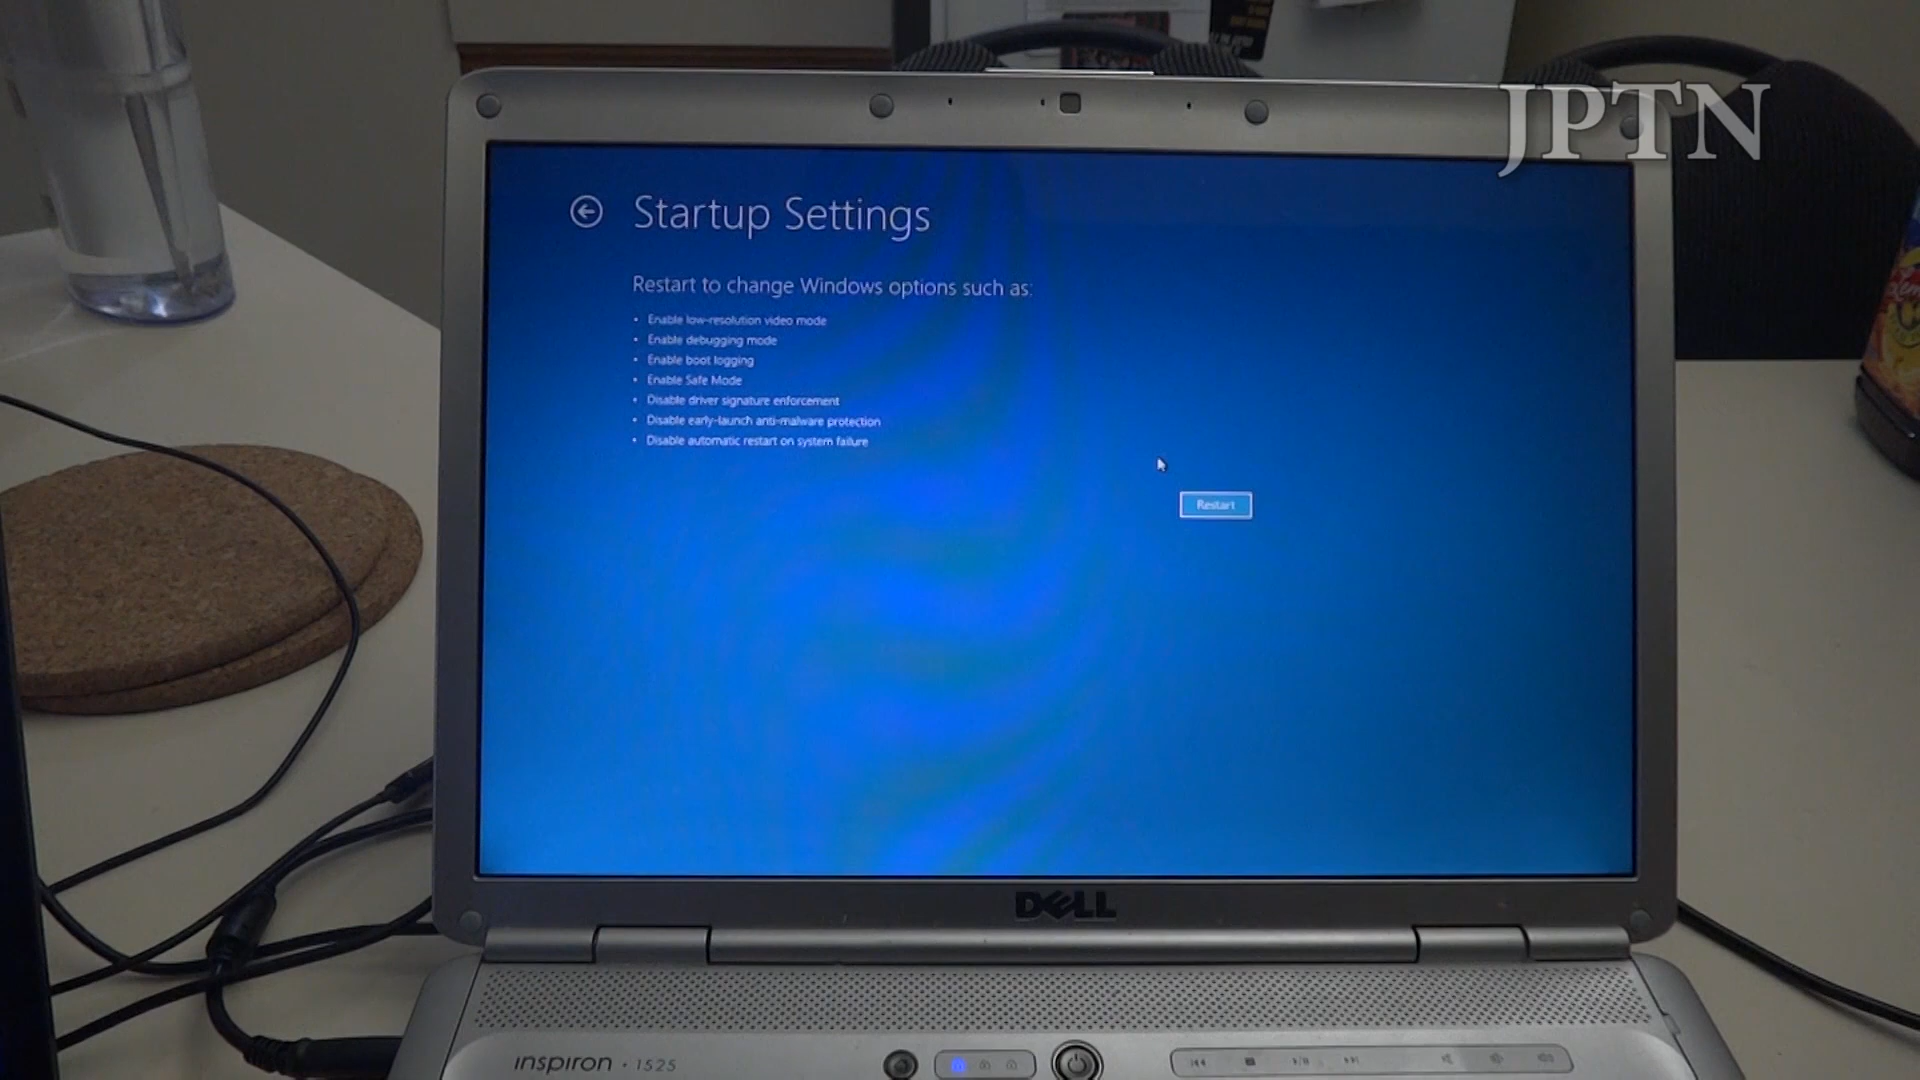 JPTN
Startup Settings
Restart to change Windows options such as:
• Enable low-resolution video mode
• Enable debugging mode
• Enable boot logging
• Enable Safe Mode
• Disable driver signature enforcement
• Disable early-launch anti-malware protection
• Disable automatic restart on system failure
Restart
DELL
inspiron • 1525